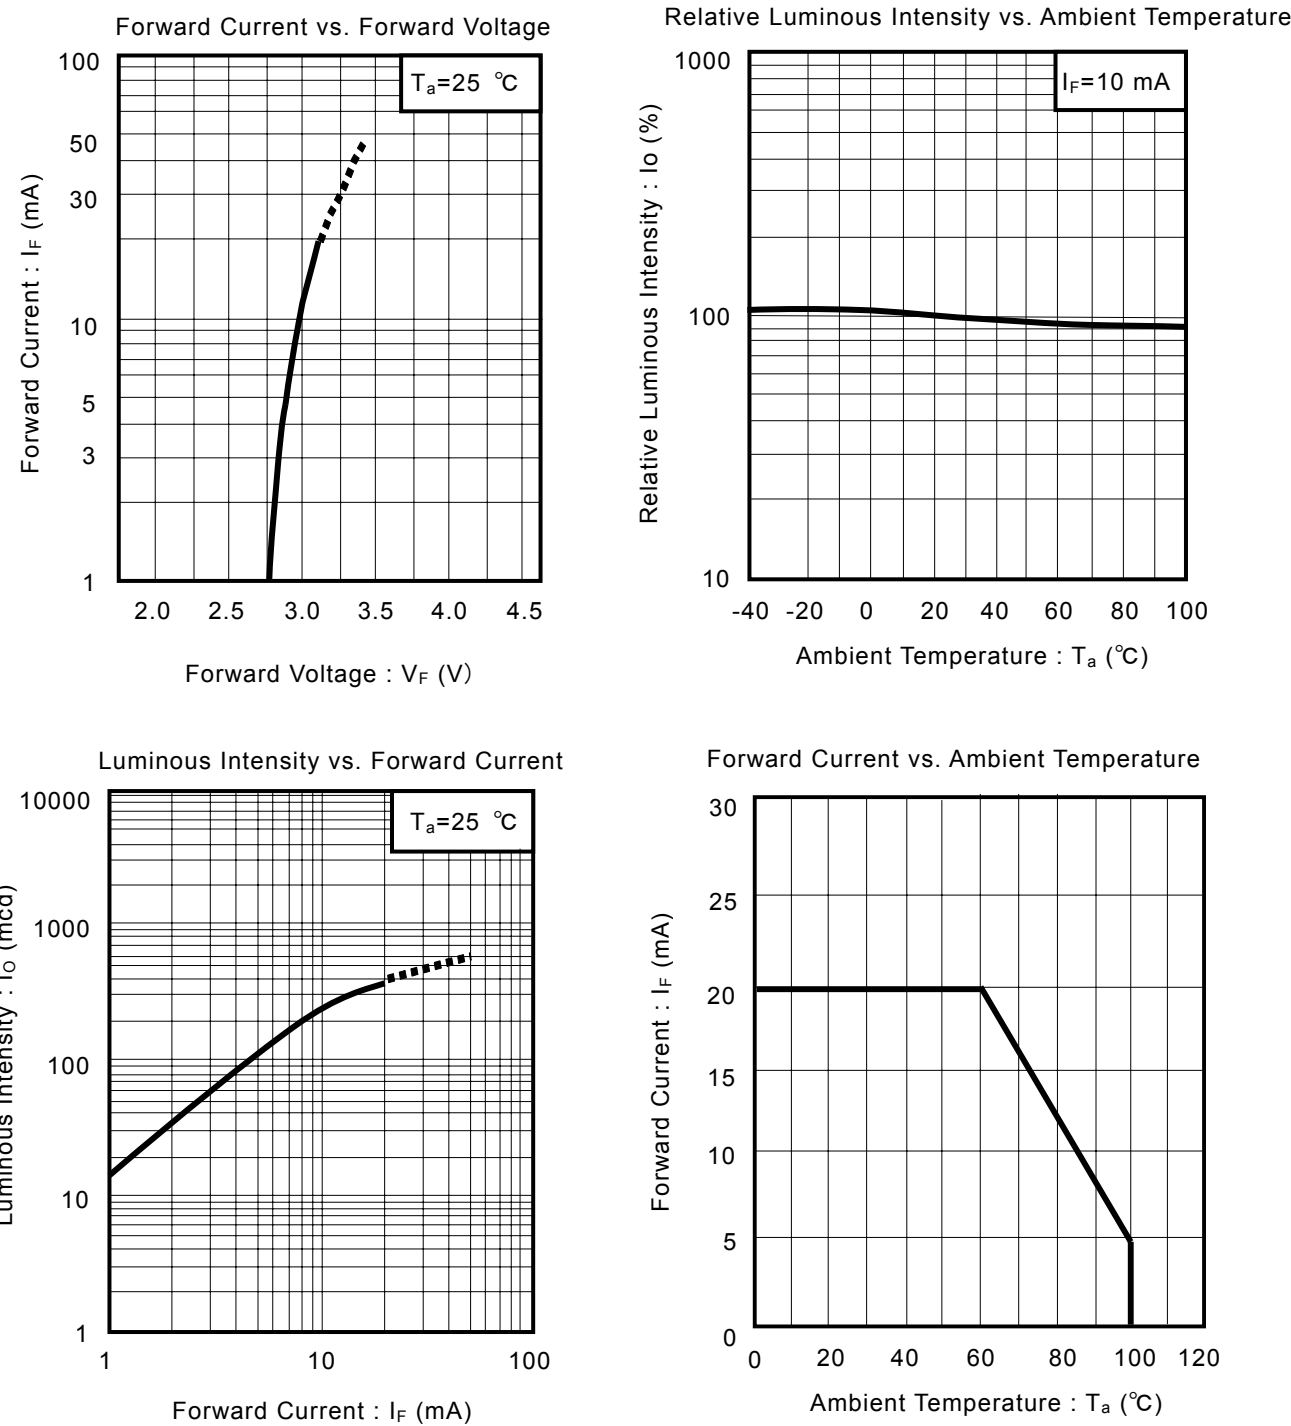 Forward Current vs. Forward Voltage
Ta=25 ℃
100
50
30
10
5
3
1
Forward Current : IF (mA)
2.0 2.5 3.0 3.5 4.0 4.5
Forward Voltage : VF (V)
Relative Luminous Intensity vs. Ambient Temperature
IF=10 mA
1000
100
10
Relative Luminous Intensity : Io (%)
-40 -20 0 20 40 60 80 100
Ambient Temperature : Ta (℃)
Luminous Intensity vs. Forward Current
Ta=25 ℃
10000
1000
100
10
1
Luminous Intensity : IO (mcd)
1 10 100
Forward Current : IF (mA)
Forward Current vs. Ambient Temperature
30
25
20
15
10
5
0
Forward Current : IF (mA)
0 20 40 60 80 100 120
Ambient Temperature : Ta (℃)